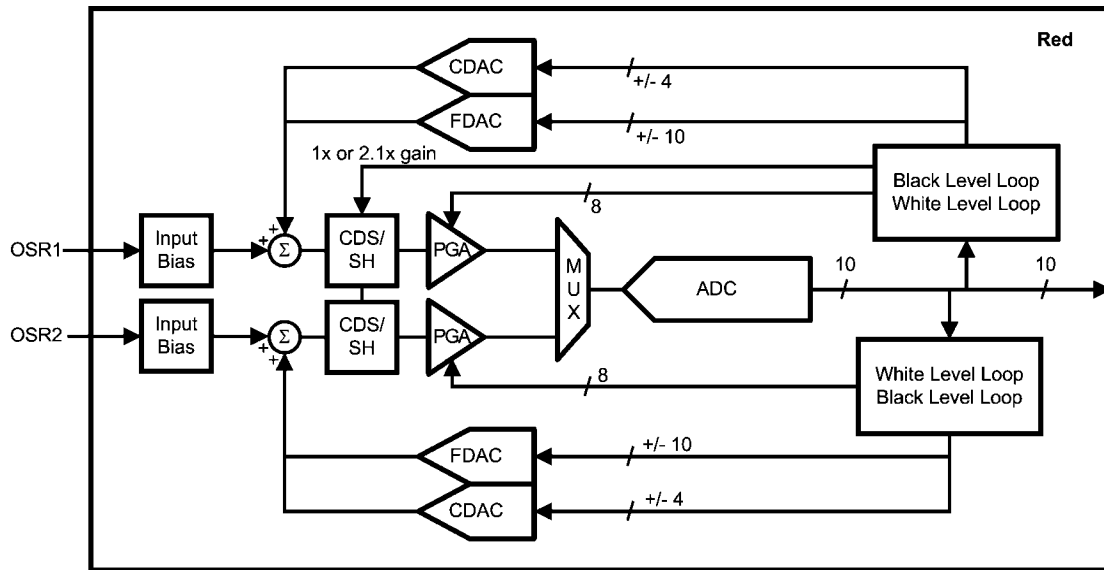 Red
CDAC
+/- 4
FDAC
+/- 10
1x or 2.1x gain
8
Black Level Loop
White Level Loop
OSR1
Input
Bias
+
+
Σ
CDS/
SH
PGA
MUX
ADC
10
10
OSR2
Input
Bias
+
+
Σ
CDS/
SH
PGA
8
White Level Loop
Black Level Loop
FDAC
+/- 10
CDAC
+/- 4